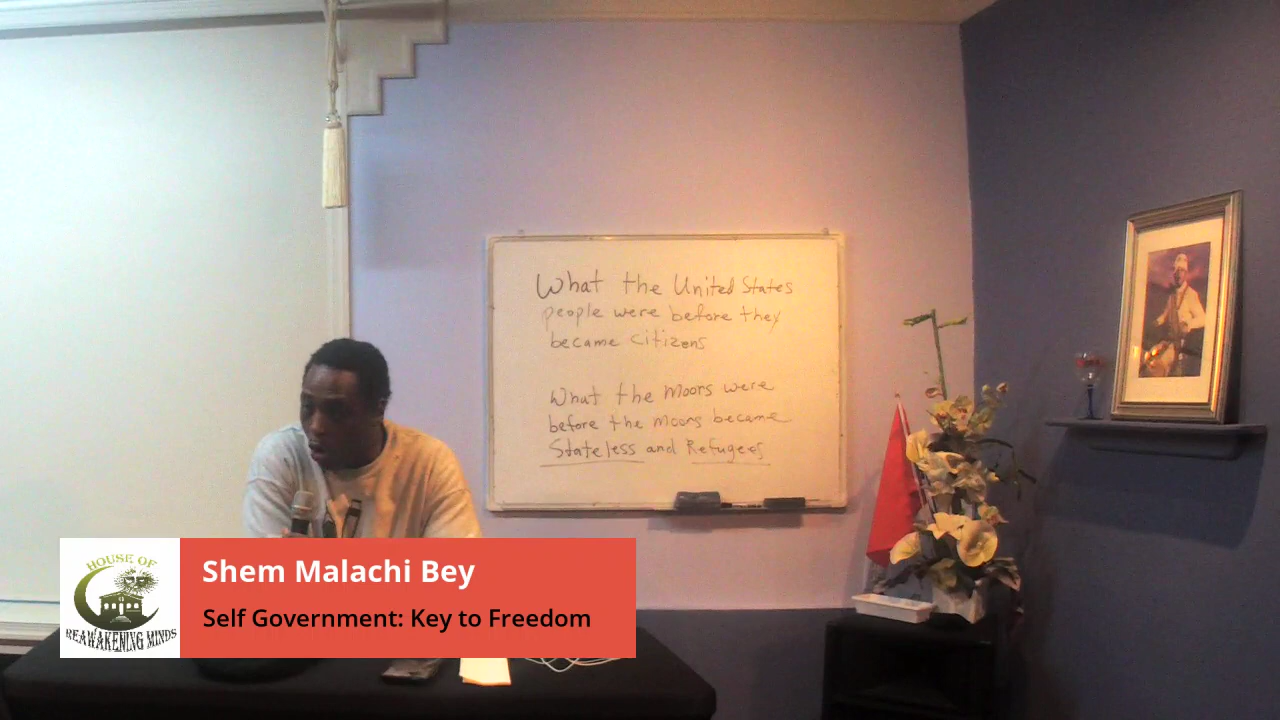 What the United States
people were before they
became citizens
What the Moors were
before the Moors became
Stateless and Refugees
HOUSE OF
REAWAKENING MINDS
Shem Malachi Bey
Self Government: Key to Freedom